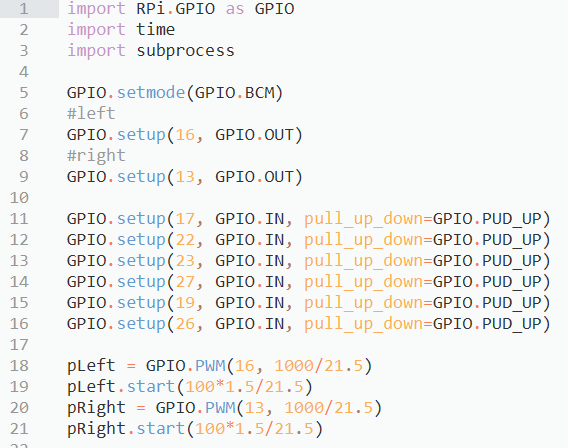 1 import RPi.GPIO as GPIO
2 import time
3 import subprocess
4
5 GPIO.setmode(GPIO.BCM)
6 #left
7 GPIO.setup(16, GPIO.OUT)
8 #right
9 GPIO.setup(13, GPIO.OUT)
10
11 GPIO.setup(17, GPIO.IN, pull_up_down=GPIO.PUD_UP)
12 GPIO.setup(22, GPIO.IN, pull_up_down=GPIO.PUD_UP)
13 GPIO.setup(23, GPIO.IN, pull_up_down=GPIO.PUD_UP)
14 GPIO.setup(27, GPIO.IN, pull_up_down=GPIO.PUD_UP)
15 GPIO.setup(19, GPIO.IN, pull_up_down=GPIO.PUD_UP)
16 GPIO.setup(26, GPIO.IN, pull_up_down=GPIO.PUD_UP)
17
18 pLeft = GPIO.PWM(16, 1000/21.5)
19 pLeft.start(100*1.5/21.5)
20 pRight = GPIO.PWM(13, 1000/21.5)
21 pRight.start(100*1.5/21.5)